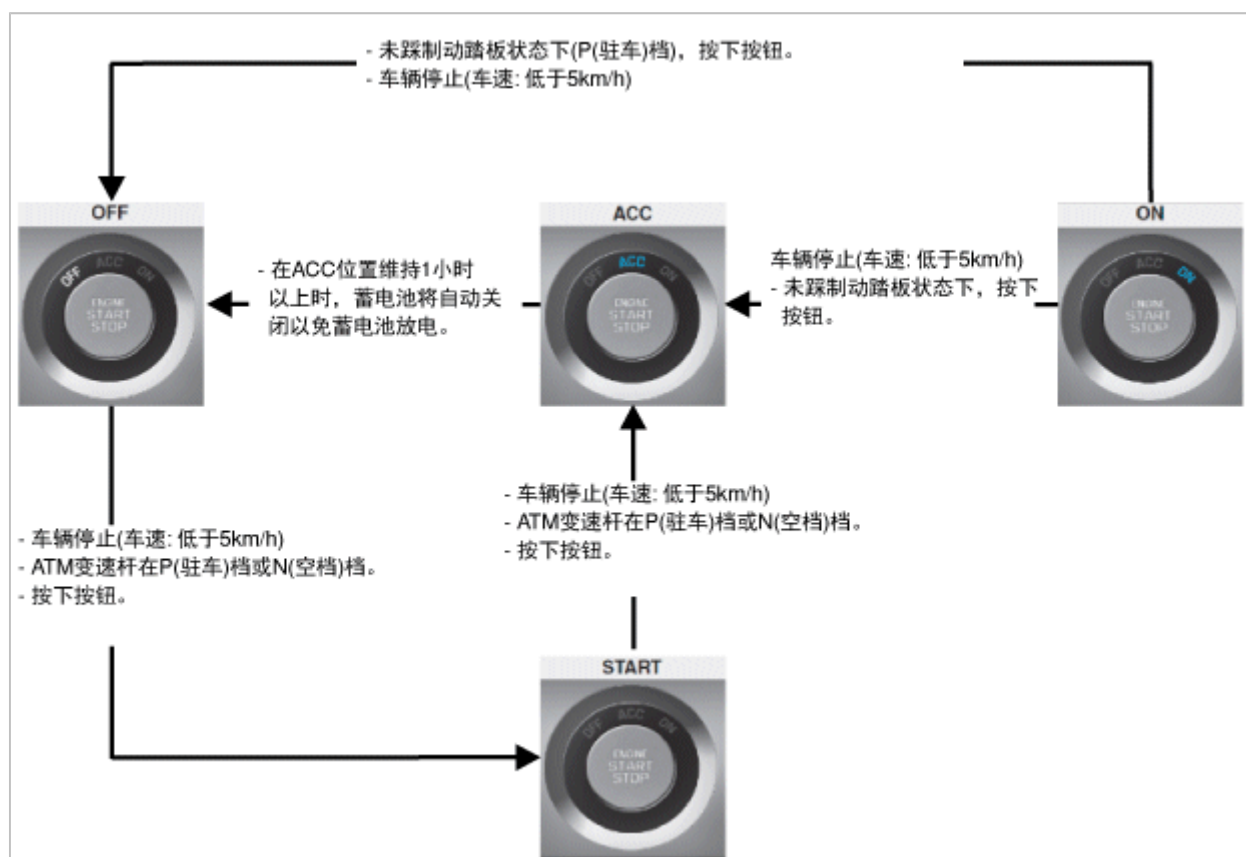 - 未踩制动踏板状态下(P(驻车)档)，按下按钮。
- 车辆停止(车速: 低于5km/h)
OFF
ACC
ON
OFF
ACC
ON
ENGINE
START
STOP
- 在ACC位置维持1小时
以上时，蓄电池将自动关
闭以免蓄电池放电。
OFF
ACC
ON
ENGINE
START
STOP
车辆停止(车速: 低于5km/h)
- 未踩制动踏板状态下，按下
按钮。
OFF
ACC
ON
ENGINE
START
STOP
- 车辆停止(车速: 低于5km/h)
- ATM变速杆在P(驻车)档或N(空档)档。
- 按下按钮。
- 车辆停止(车速: 低于5km/h)
- ATM变速杆在P(驻车)档或N(空档)档。
- 按下按钮。
START
OFF
ACC
ON
ENGINE
START
STOP